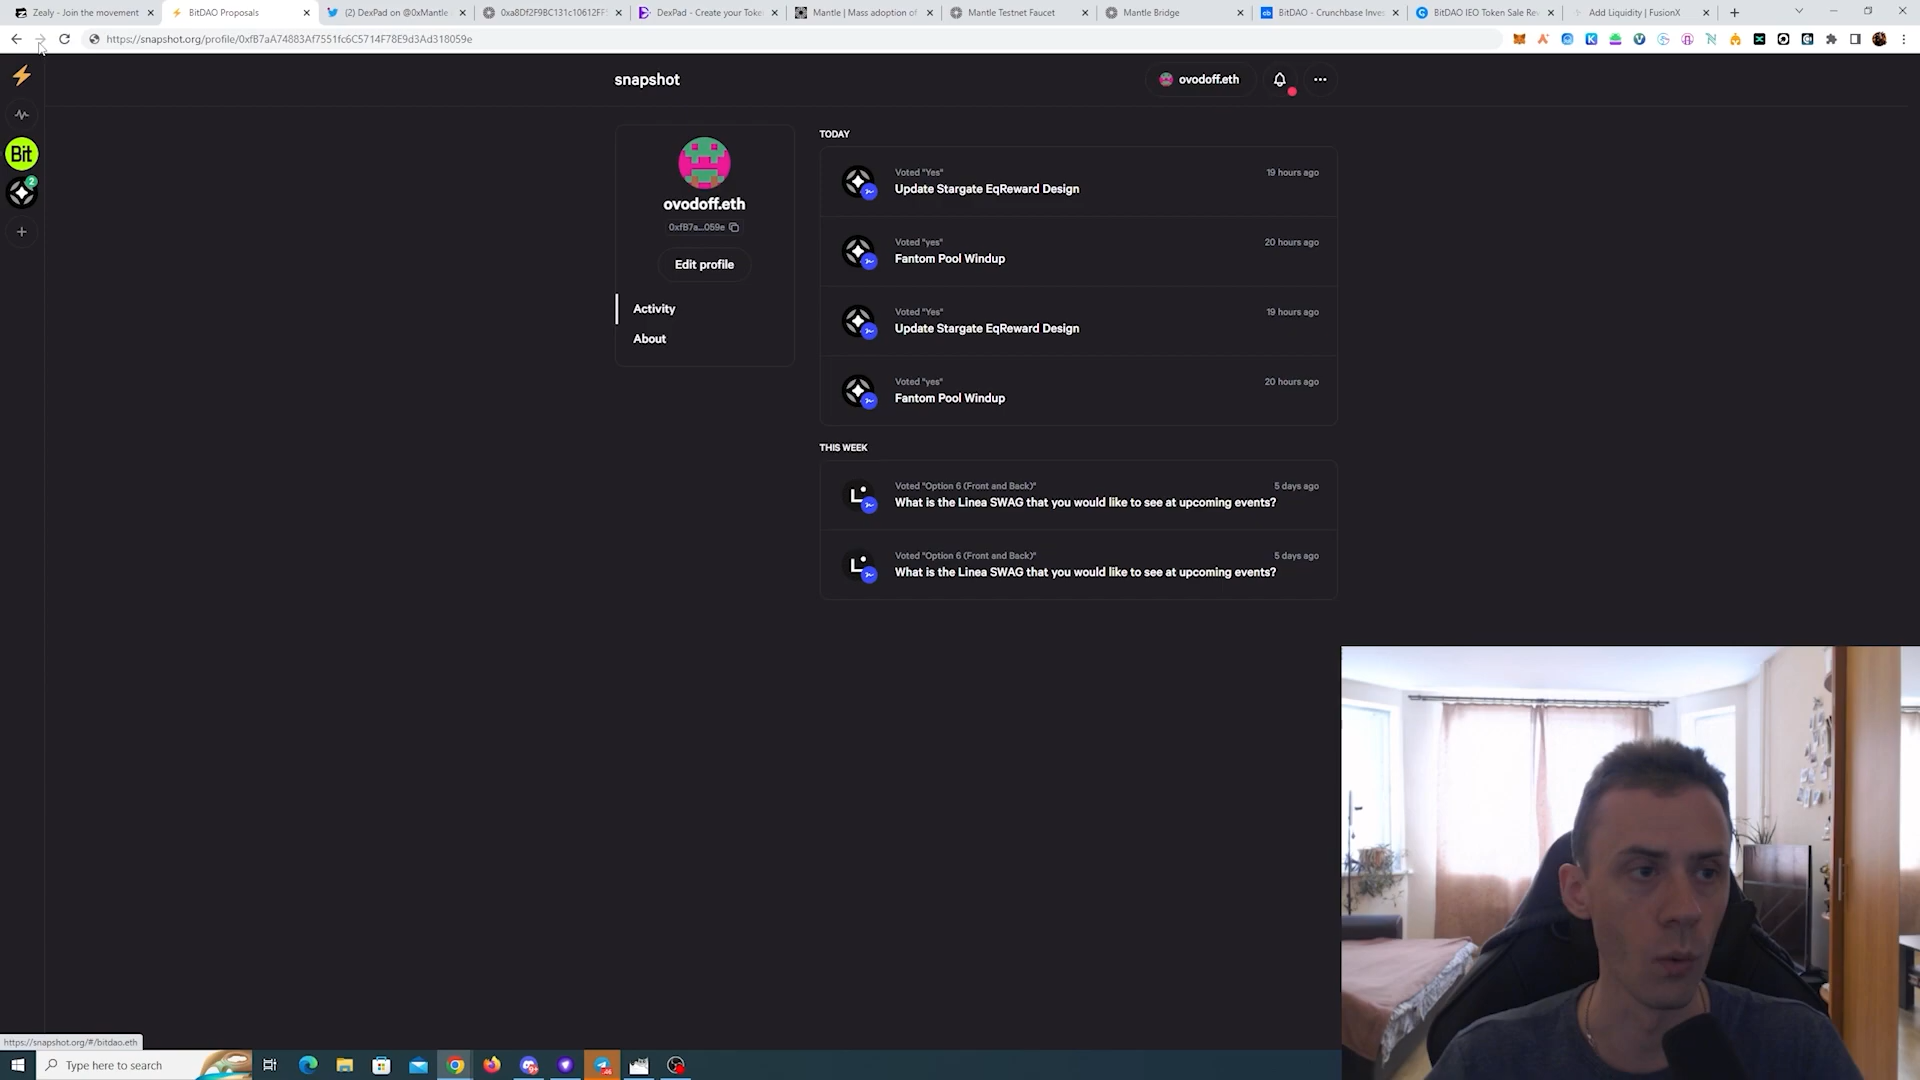 Zealy - Join the movement
BitDAO Proposals
(2) DexPad on @0xMantle
0xa8Df2F9BC131c10612FF5
DexPad - Create your Toke
Mantle | Mass adoption of
Mantle Testnet Faucet
Mantle Bridge
BitDAO - Crunchbase Inves
BitDAO IEO Token Sale Rev
Add Liquidity | FusionX
https://snapshot.org/profile/0xfB7aA74883Af7551fc6C5714F78E9d3Ad318059e
snapshot
ovodoff.eth
Bit
2
ovodoff.eth
0xfB7a...059e
Edit profile
Activity
About
TODAY
Voted "Yes"
19 hours ago
Update Stargate EqReward Design
Voted "yes"
20 hours ago
Fantom Pool Windup
Voted "Yes"
19 hours ago
Update Stargate EqReward Design
Voted "yes"
20 hours ago
Fantom Pool Windup
THIS WEEK
Voted "Option 6 (Front and Back)"
5 days ago
What is the Linea SWAG that you would like to see at upcoming events?
Voted "Option 6 (Front and Back)"
5 days ago
What is the Linea SWAG that you would like to see at upcoming events?
https://snapshot.org/#/bitdao.eth
Type here to search